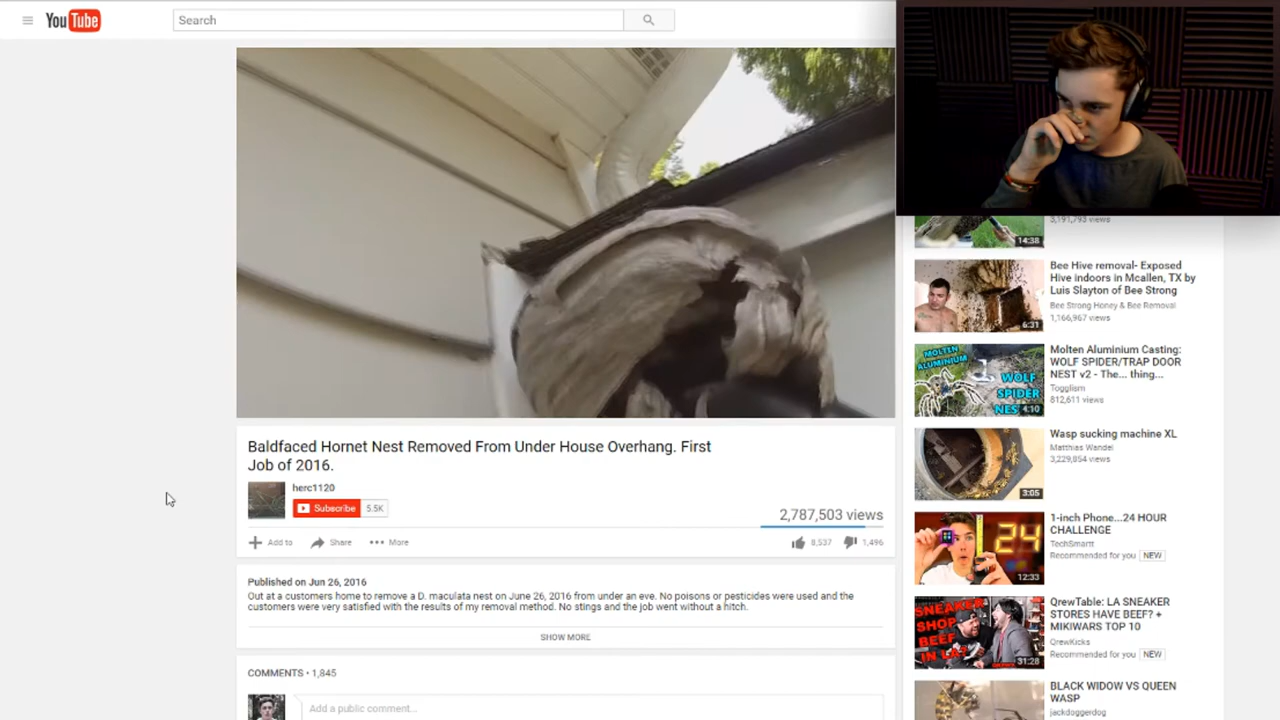 YouTube
Search
Baldfaced Hornet Nest Removed From Under House Overhang. First
Job of 2016.
herc1120
Subscribe 5.5K
2,787,503 views
Add to Share More 8,537 1,496
Published on Jun 26, 2016
Out at a customers home to remove a D. maculata nest on June 26, 2016 from under an eve. No poisons or pesticides were used and the
customers were very satisfied with the results of my removal method. No stings and the job went without a hitch.
SHOW MORE
COMMENTS • 1,845
Add a public comment...
3,191,793 views
14:38
Bee Hive removal- Exposed
Hive indoors in Mcallen, TX by
Luis Slayton of Bee Strong
Bee Strong Honey & Bee Removal
1,166,967 views
6:31
MOLTEN
ALUMINIUM
WOLF
SPIDER
NES
4:10
Molten Aluminium Casting:
WOLF SPIDER/TRAP DOOR
NEST v2 - The... thing...
Togglism
812,611 views
Wasp sucking machine XL
Matthias Wandel
3,229,854 views
3:05
24
12:33
1-inch Phone...24 HOUR
CHALLENGE
TechSmartt
Recommended for you NEW
SNEAKER
SHOP
BEEF
IN LA?
31:28
QrewTable: LA SNEAKER
STORES HAVE BEEF? +
MIKIWARS TOP 10
QrewKicks
Recommended for you NEW
BLACK WIDOW VS QUEEN
WASP
jackdoggerdog